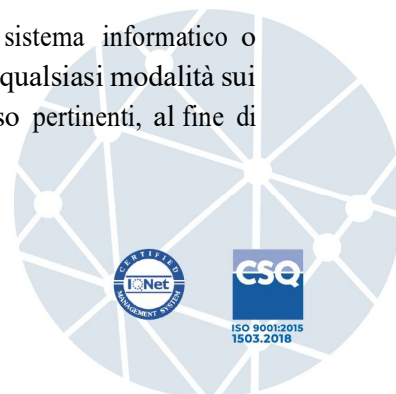 sistema informatico o
qualsiasi modalità sui
so pertinenti, al fine di
CERTIFIED
IQNet
MANAGEMENT SYSTEM
CSQ
ISO 9001:2015
1503.2018